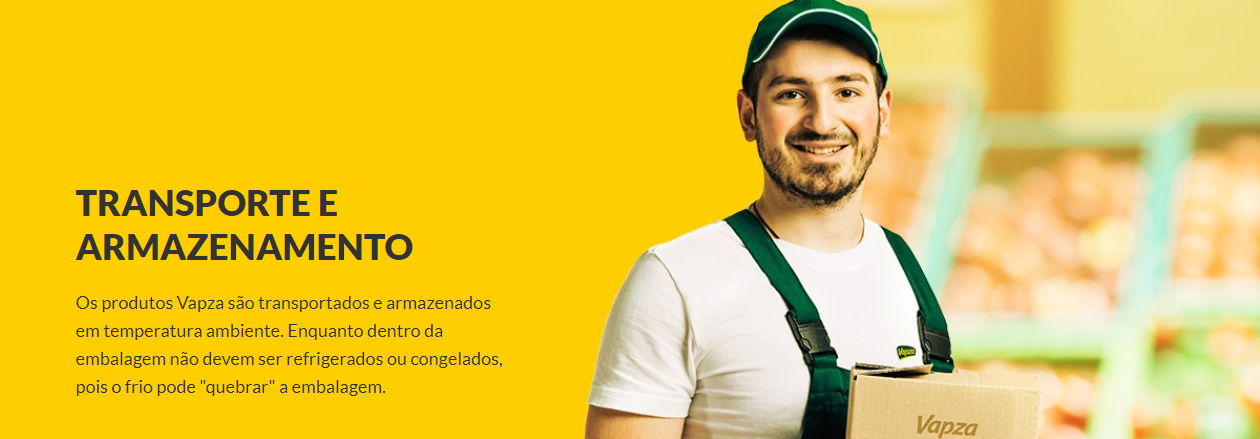 TRANSPORTE E
ARMAZENAMENTO
Os produtos Vapza são transportados e armazenados
em temperatura ambiente. Enquanto dentro da
embalagem não devem ser refrigerados ou congelados,
pois o frio pode "quebrar" a embalagem.
Vapza
Vapza